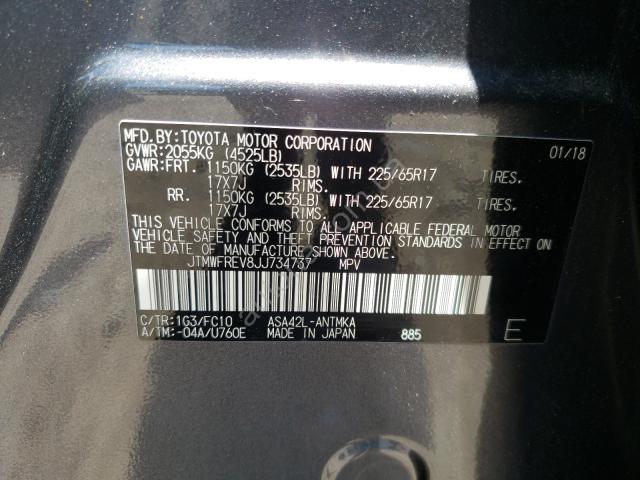 MFD.BY:TOYOTA MOTOR CORPORATION 01/18
GVWR:2055KG (4525LB)
GAWR:FRT. 1150KG (2535LB) WITH 225/65R17 TIRES.
17X7J RIMS.
RR. 1150KG (2535LB) WITH 225/65R17 TIRES.
17X7J RIMS.
THIS VEHICLE CONFORMS TO ALL APPLICABLE FEDERAL MOTOR
VEHICLE SAFETY AND THEFT PREVENTION STANDARDS IN EFFECT ON
THE DATE OF MANUFACTURE SHOWN ABOVE.
JTMWFREV8JJ734737 MPV
C/TR:1G3/FC10 ASA42L-ANTMKA
A/TM:-04A/U760E MADE IN JAPAN 885 E